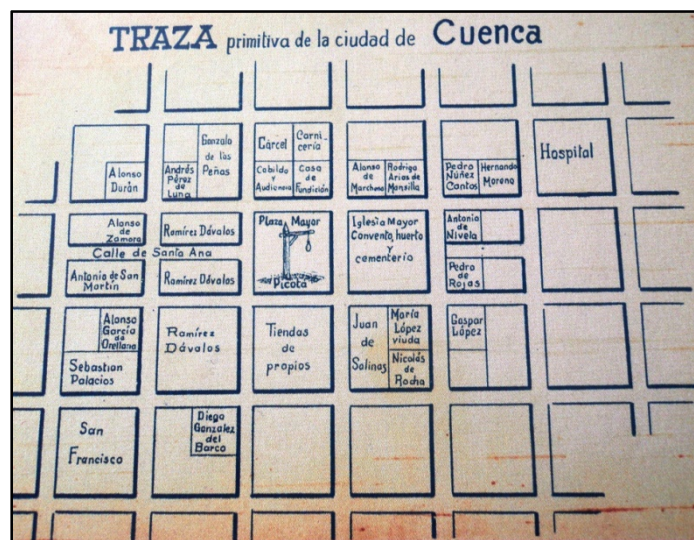 TRAZA primitiva de la ciudad de Cuenca
Alonso
Durán
Andrés
Pérez
de
Luna
Gonzalo
de las
Peñas
Cárcel
Carni-
cería
Cabildo
y
Audiencia
Casa
de
Fundición
Alonso
de
Marchena
Rodrigo
Arias de
Mansilla
Pedro
Núñez
Cantos
Hernando
Moreno
Hospital
Alonso
de
Zamora
Ramírez Dávalos
Calle de Santa Ana
Antonio de San
Martín
Ramírez Dávalos
Plaza Mayor
Picota
Iglesia Mayor
Convento, huerto
y
cementerio
Antonio
de
Nivela
Pedro
de
Rojas
Alonso
García
de
Orellana
Sebastian
Palacios
Ramírez
Dávalos
Tiendas
de
propios
Juan
de
Salinas
María
López
viuda
Nicolás
de
Rocha
Gaspar
López
San
Francisco
Diego
Gonzalez
del
Barco